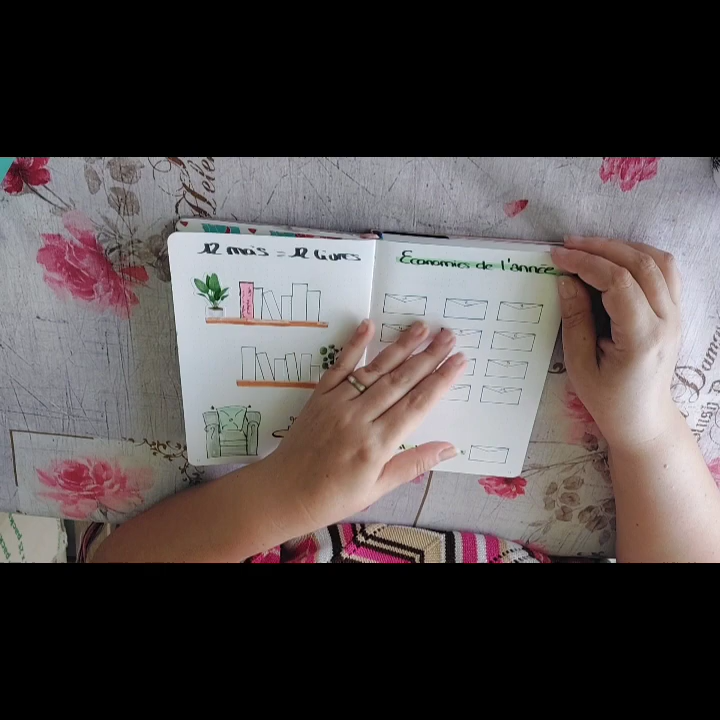 12 mois = 12 livres
Economies de l'année